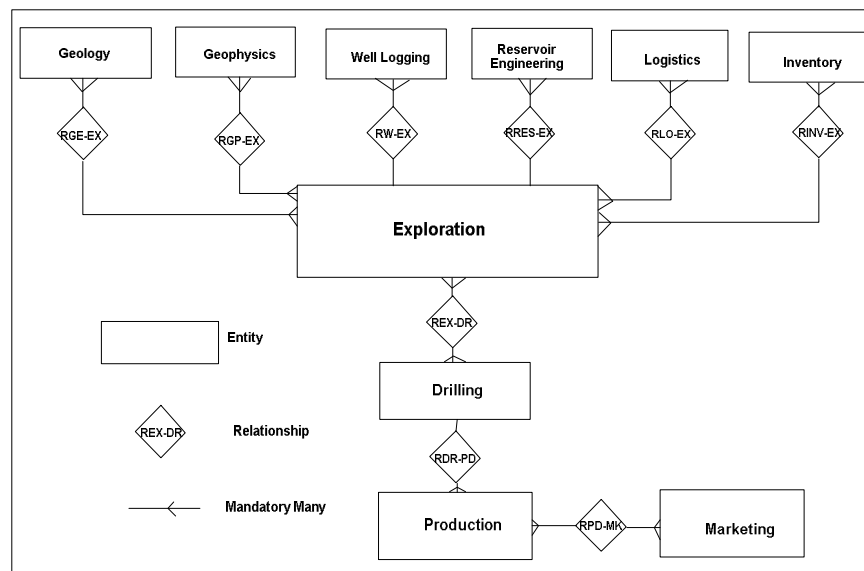 Geology
Geophysics
Well Logging
Reservoir
Engineering
Logistics
Inventory
RGE-EX
RGP-EX
RW-EX
RRES-EX
RLO-EX
RINV-EX
Exploration
REX-DR
Entity
Drilling
REX-DR
Relationship
RDR-PD
Mandatory Many
Production
RPD-MK
Marketing